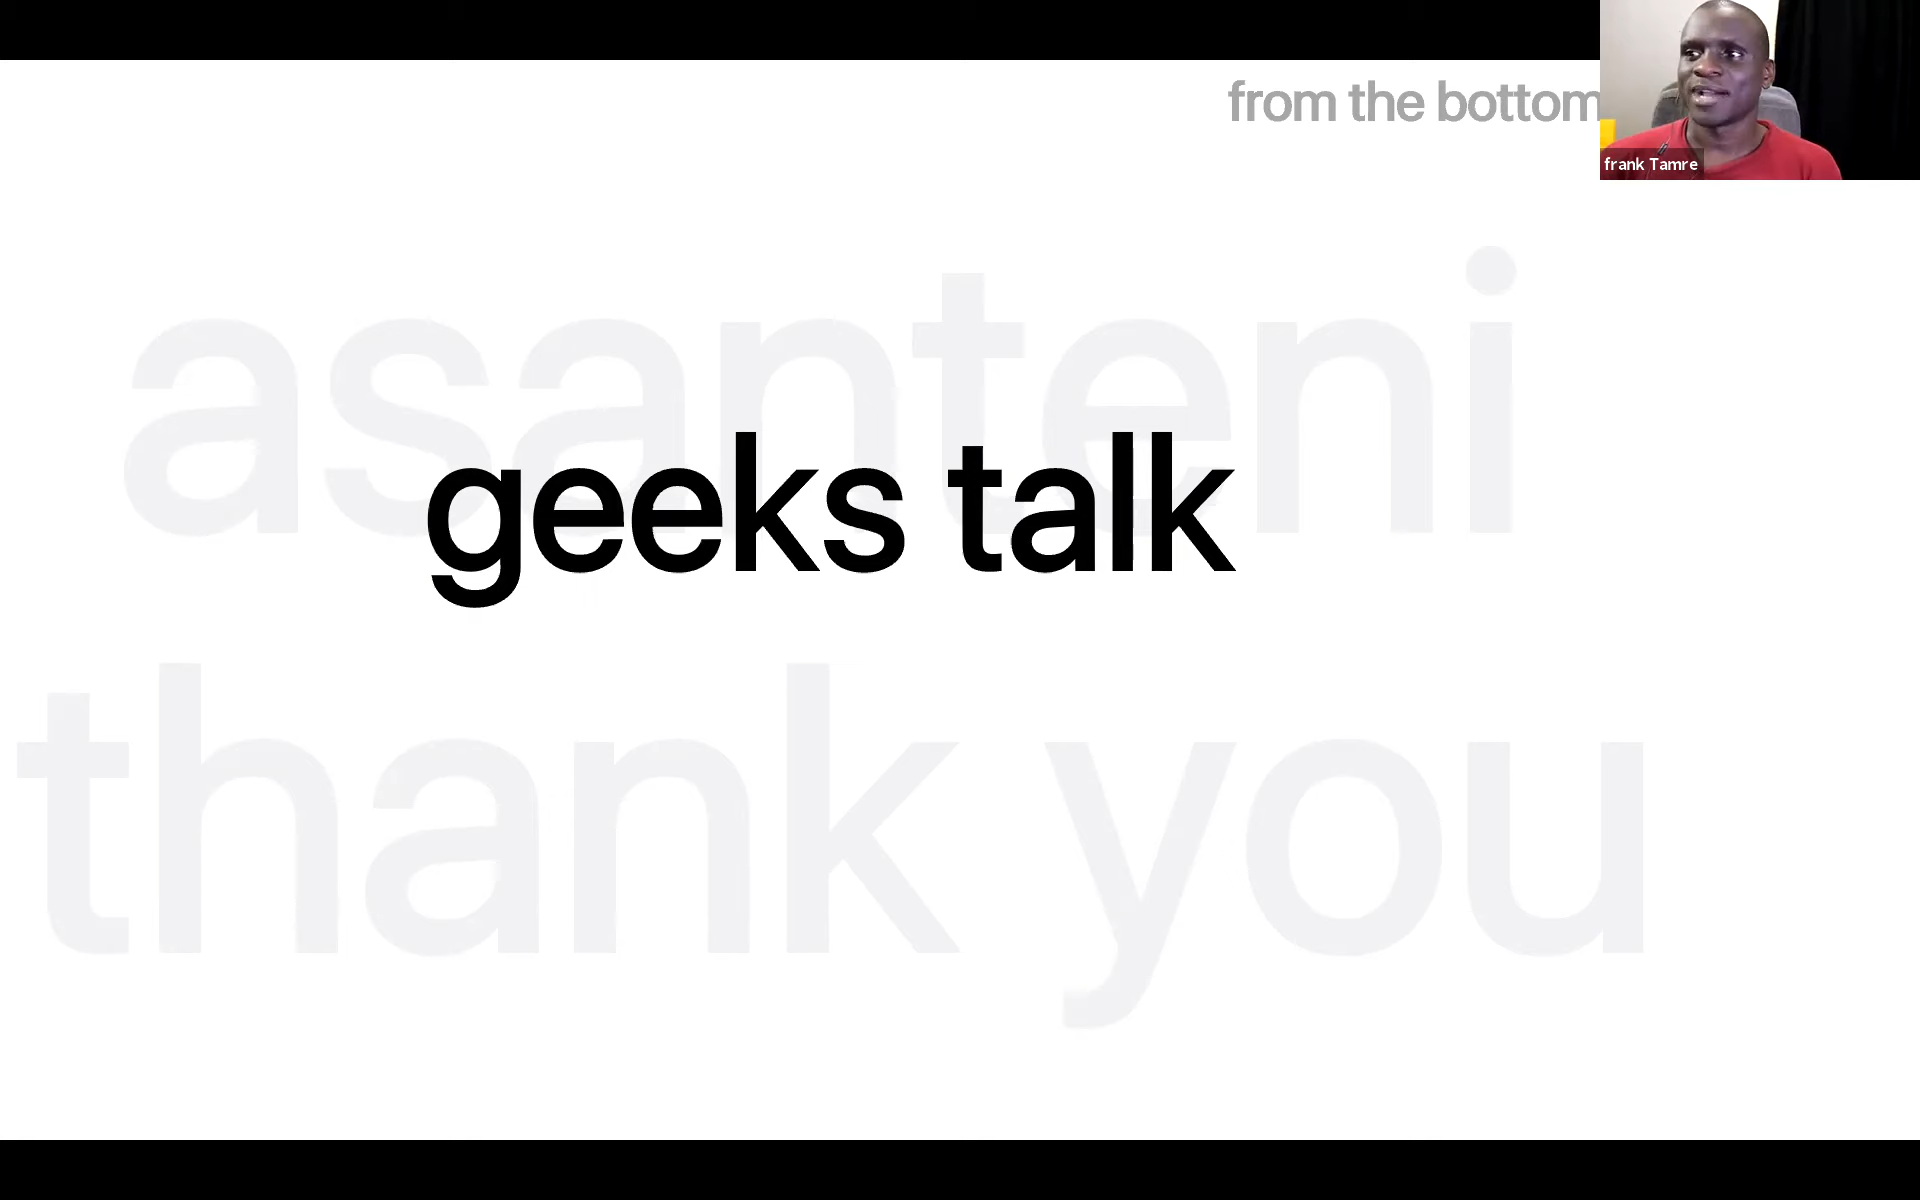 from the bottom
frank Tamre
asanteni
geeks talk
thank you